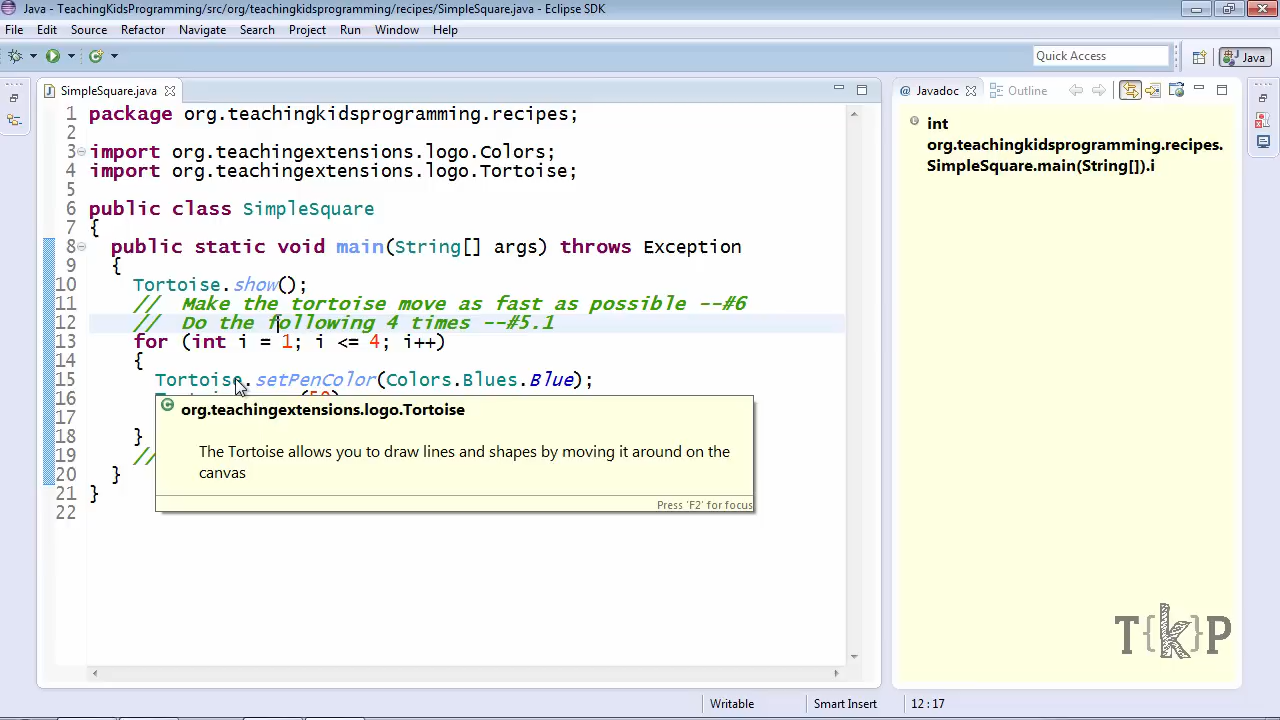 Java - TeachingKidsProgramming/src/org/teachingkidsprogramming/recipes/SimpleSquare.java - Eclipse SDK
File Edit Source Refactor Navigate Search Project Run Window Help
Quick Access
Java
SimpleSquare.java
Javadoc
Outline
1 package org.teachingkidsprogramming.recipes;
2
3 import org.teachingextensions.logo.Colors;
4 import org.teachingextensions.logo.Tortoise;
5
6 public class SimpleSquare
7 {
8 public static void main(String[] args) throws Exception
9 {
10 Tortoise.show();
11 //  Make the tortoise move as fast as possible --#6
12 //  Do the following 4 times --#5.1
13 for (int i = 1; i <= 4; i++)
14 {
15 Tortoise.setPenColor(Colors.Blues.Blue);
16
17
18 }
19 //
20 }
21 }
22
org.teachingextensions.logo.Tortoise
The Tortoise allows you to draw lines and shapes by moving it around on the
canvas
Press 'F2' for focus
int
org.teachingkidsprogramming.recipes.
SimpleSquare.main(String[]).i
T{k}P
Writable
Smart Insert
12 : 17